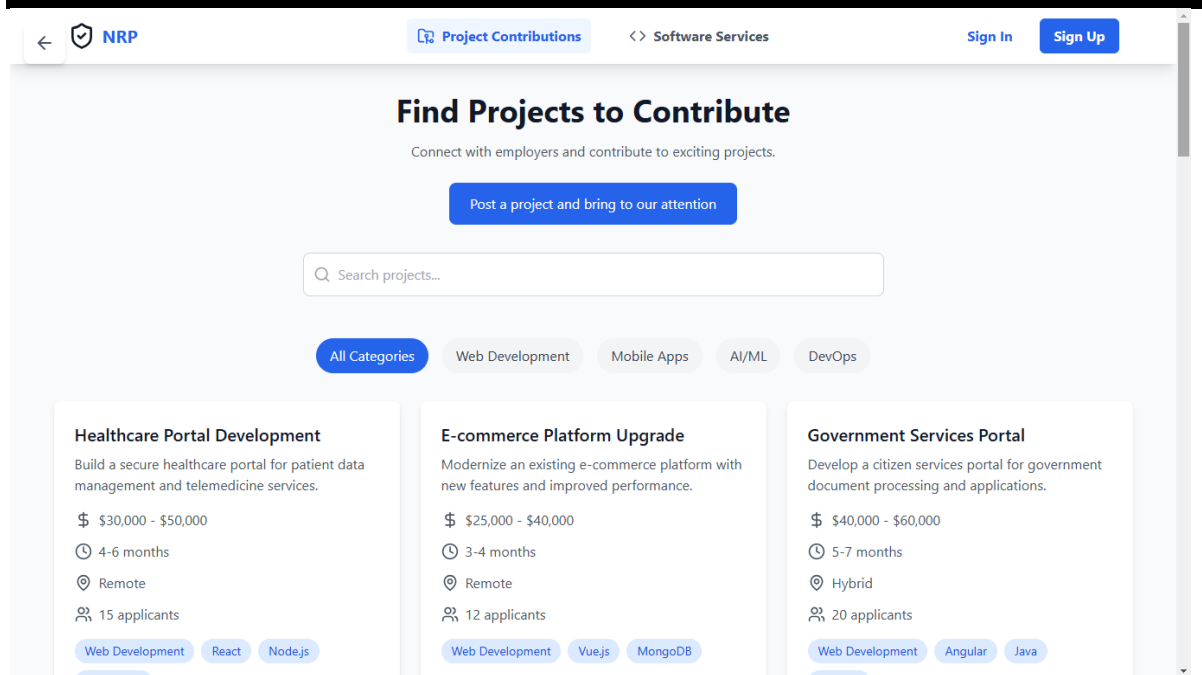 NRP
Project Contributions
Software Services
Sign In
Sign Up
Find Projects to Contribute
Connect with employers and contribute to exciting projects.
Post a project and bring to our attention
Search projects...
All Categories
Web Development
Mobile Apps
AI/ML
DevOps
Healthcare Portal Development
Build a secure healthcare portal for patient data
management and telemedicine services.
$ $30,000 - $50,000
4-6 months
Remote
15 applicants
Web Development
React
Node.js
E-commerce Platform Upgrade
Modernize an existing e-commerce platform with
new features and improved performance.
$ $25,000 - $40,000
3-4 months
Remote
12 applicants
Web Development
Vue.js
MongoDB
Government Services Portal
Develop a citizen services portal for government
document processing and applications.
$ $40,000 - $60,000
5-7 months
Hybrid
20 applicants
Web Development
Angular
Java